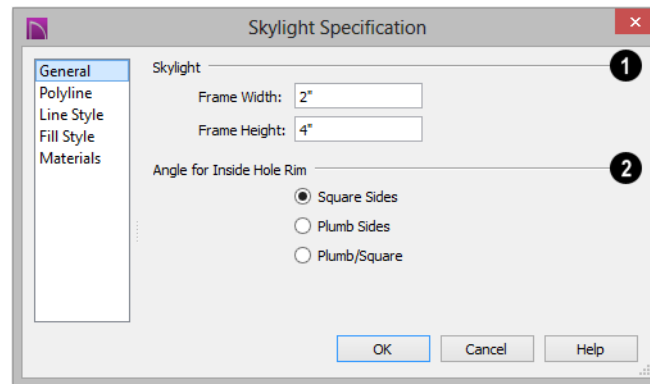 Skylight Specification
×
General
Polyline
Line Style
Fill Style
Materials
Skylight
1
Frame Width: 2"
Frame Height: 4"
Angle for Inside Hole Rim
2
Square Sides
Plumb Sides
Plumb/Square
OK Cancel Help